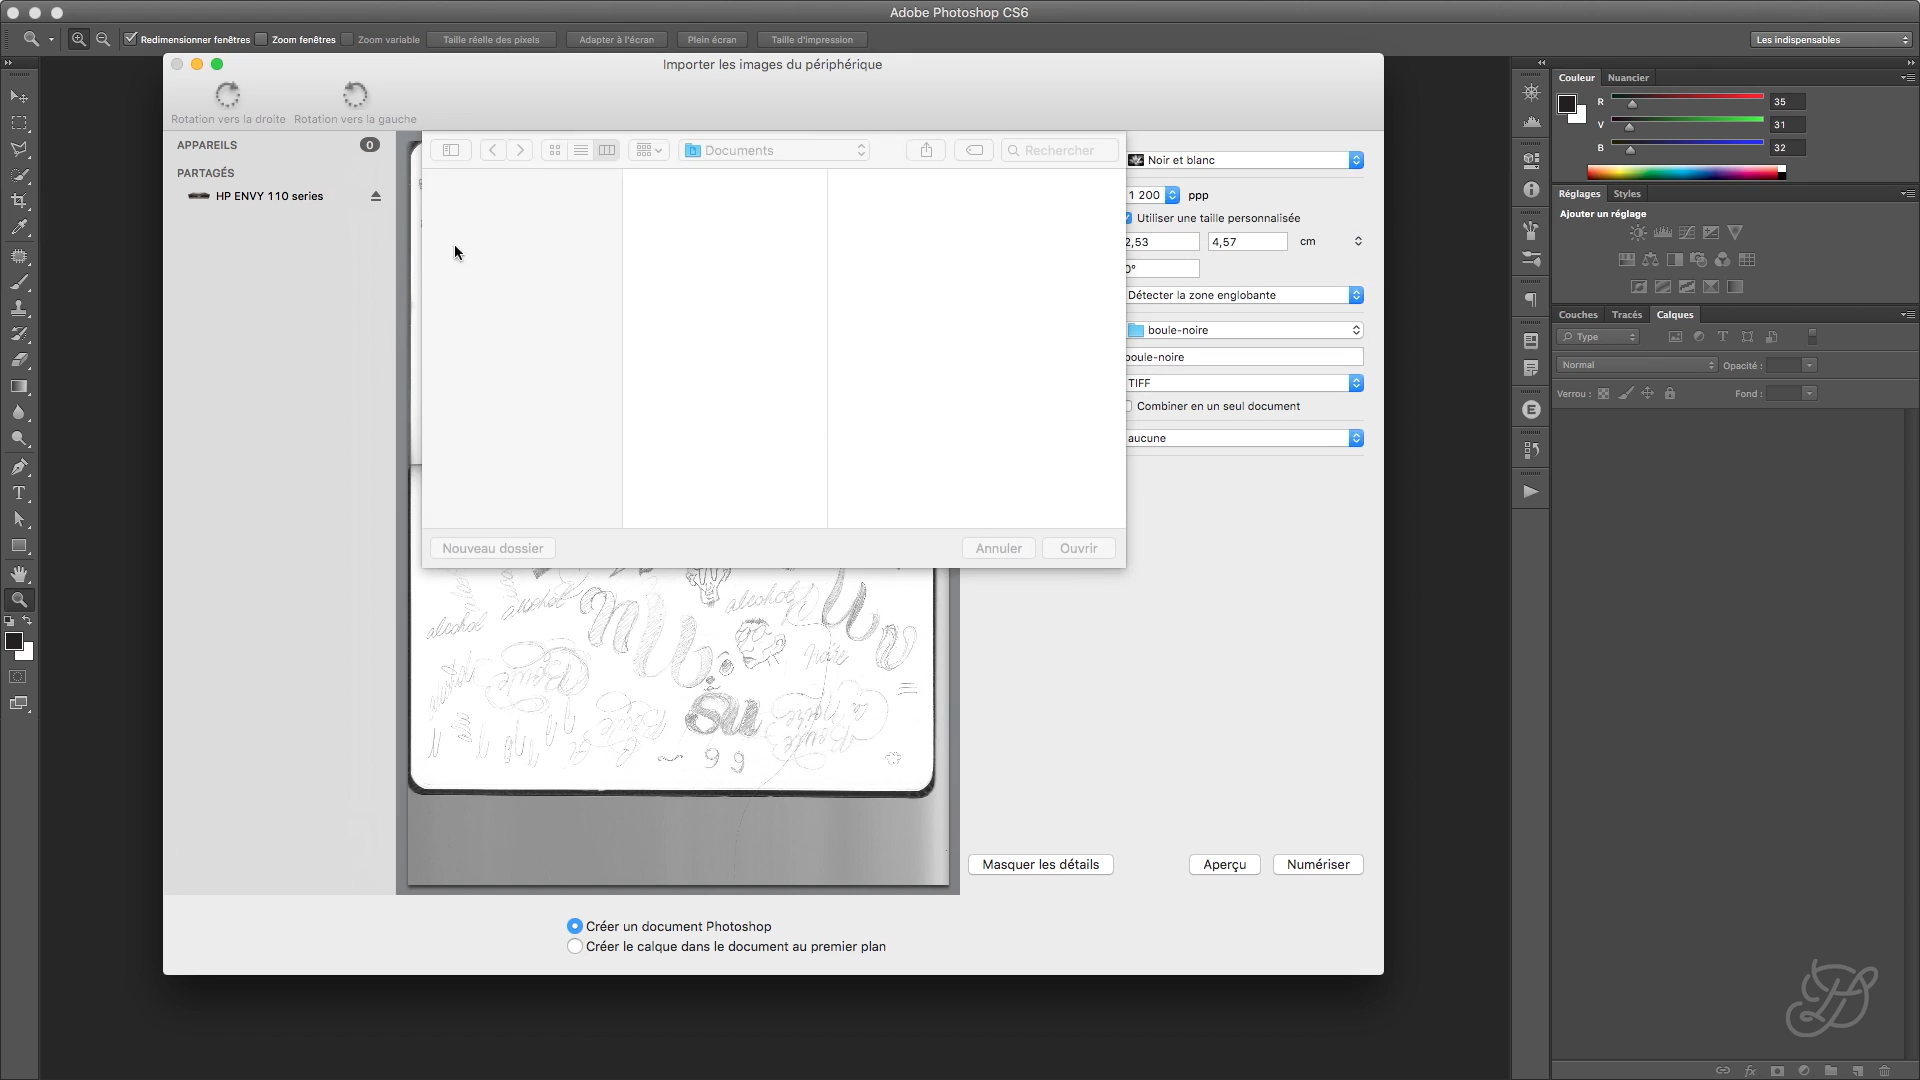 Adobe Photoshop CS6
Redimensionner fenêtres Zoom fenêtres Zoom variable Taille réelle des pixels Adapter à l'écran Plein écran Taille d'impression Les indispensables
Importer les images du périphérique
Rotation vers la droite Rotation vers la gauche
APPAREILS 0
PARTAGÉS
HP ENVY 110 series
Documents
Rechercher
Nouveau dossier Annuler Ouvrir
Noir et blanc
1 200 ppp
Utiliser une taille personnalisée
2,53 4,57 cm
0°
Détecter la zone englobante
boule-noire
boule-noire
TIFF
Combiner en un seul document
aucune
alcohol alcohol alcohol
noire
su
9 9
Masquer les détails Aperçu Numériser
Créer un document Photoshop
Créer le calque dans le document au premier plan
Couleur Nuancier
R 35
V 31
B 32
Réglages Styles
Ajouter un réglage
Couches Tracés Calques
Type
Normal Opacité :
Verrou : Fond :